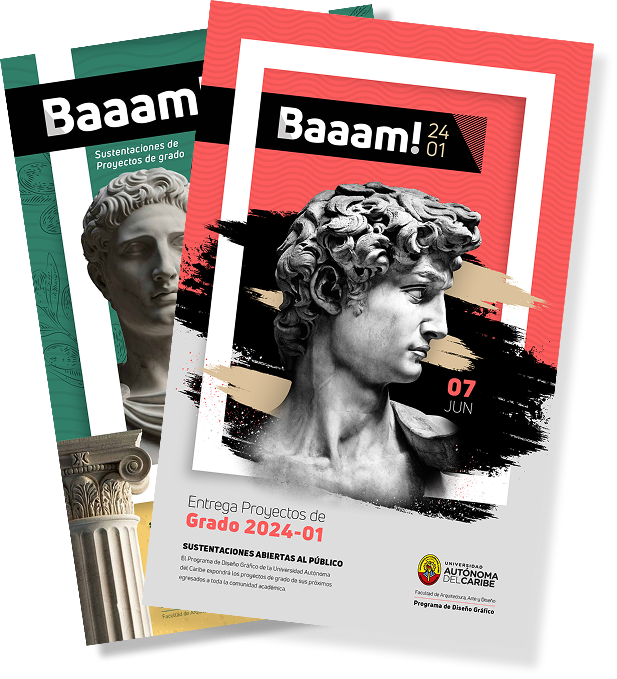 Baaam!
Sustentaciones de
Proyectos de grado
Baaam! 24
01
07
JUN
Entrega Proyectos de
Grado 2024-01
SUSTENTACIONES ABIERTAS AL PÚBLICO
El Programa de Diseño Gráfico de la Universidad Autónoma
del Caribe expondrá los proyectos de grado de sus próximos
egresados a toda la comunidad académica.
UNIVERSIDAD
AUTÓNOMA
DEL CARIBE
Facultad de Arquitectura, Arte y Diseño
Programa de Diseño Gráfico
Facultad de